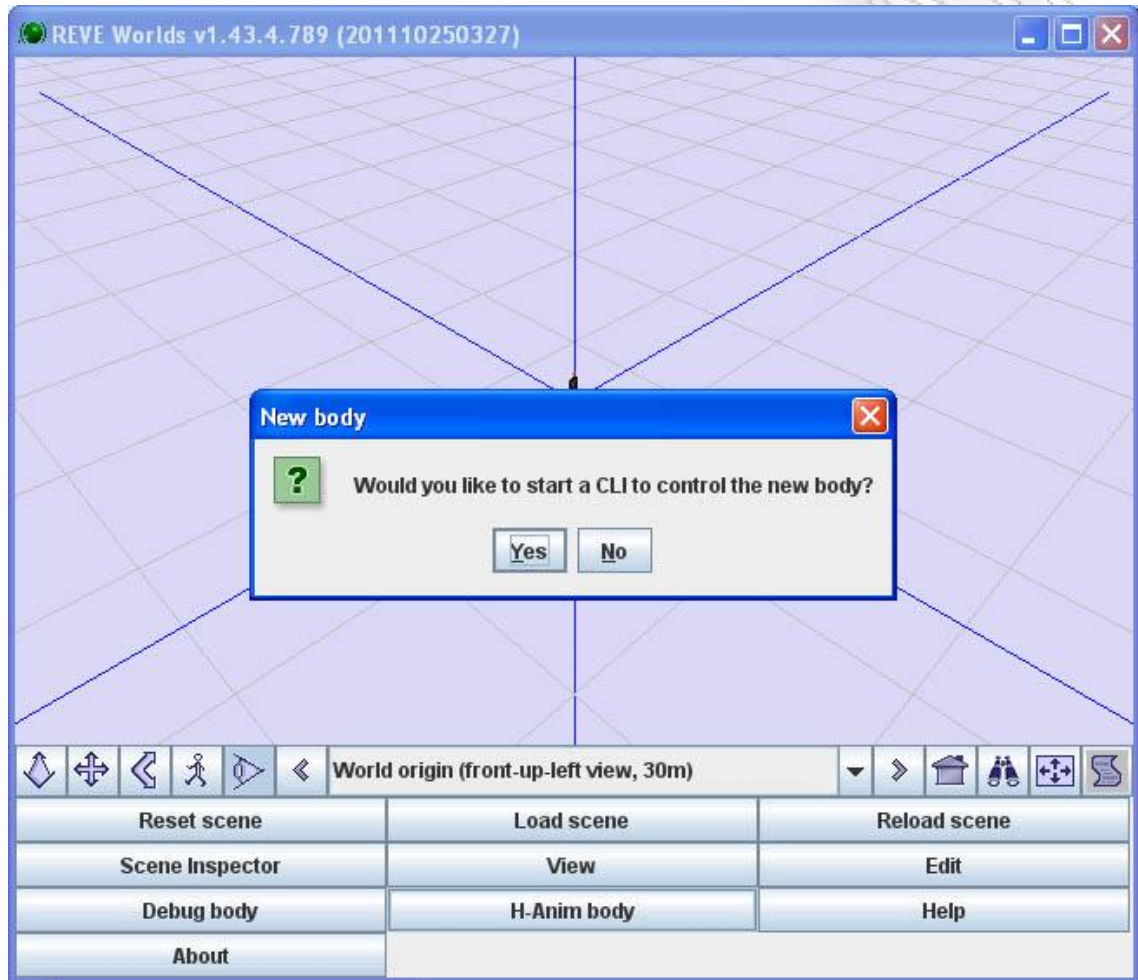 REVE Worlds v1.43.4.789 (201110250327)
New body
?
Would you like to start a CLI to control the new body?
Yes No
World origin (front-up-left view, 30m)
Reset scene Load scene Reload scene
Scene Inspector View Edit
Debug body H-Anim body Help
About